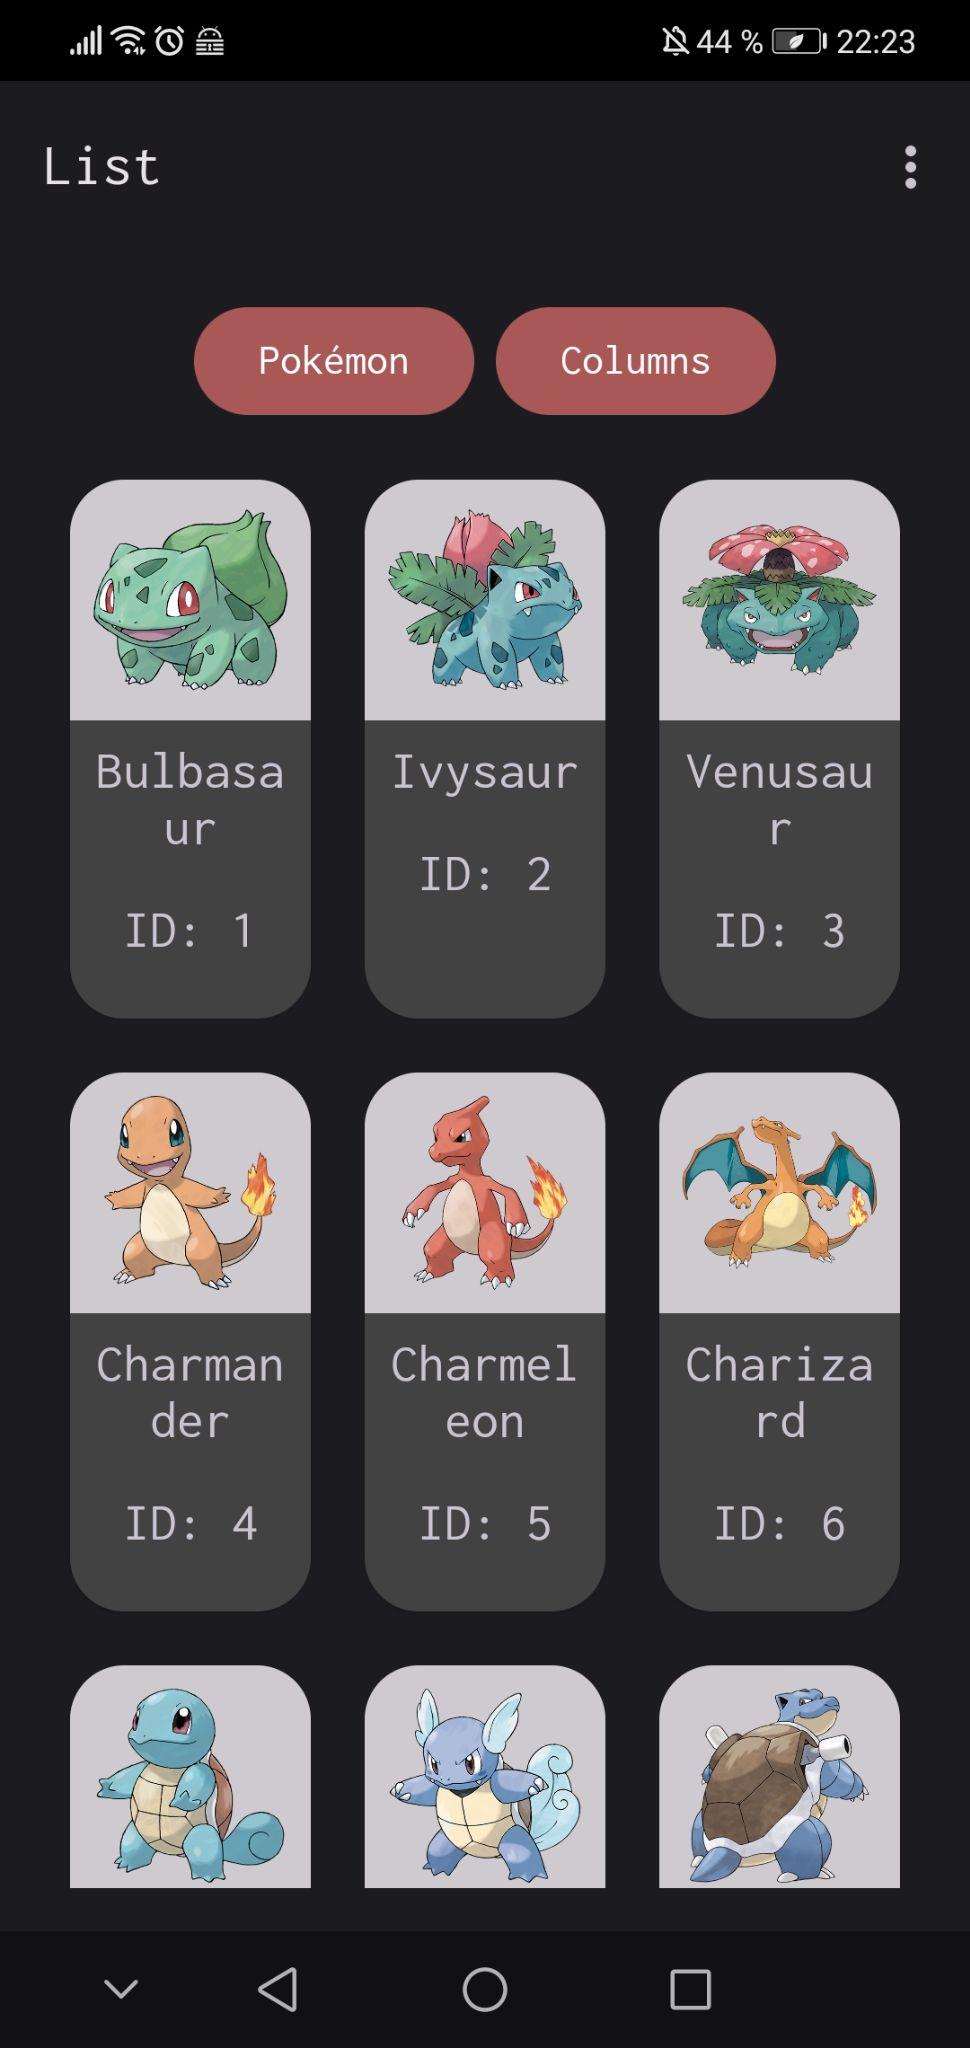 44 % 22:23
List
Pokémon Columns
Bulbasa
ur
ID: 1
Ivysaur
ID: 2
Venusau
r
ID: 3
Charman
der
ID: 4
Charmel
eon
ID: 5
Chariza
rd
ID: 6